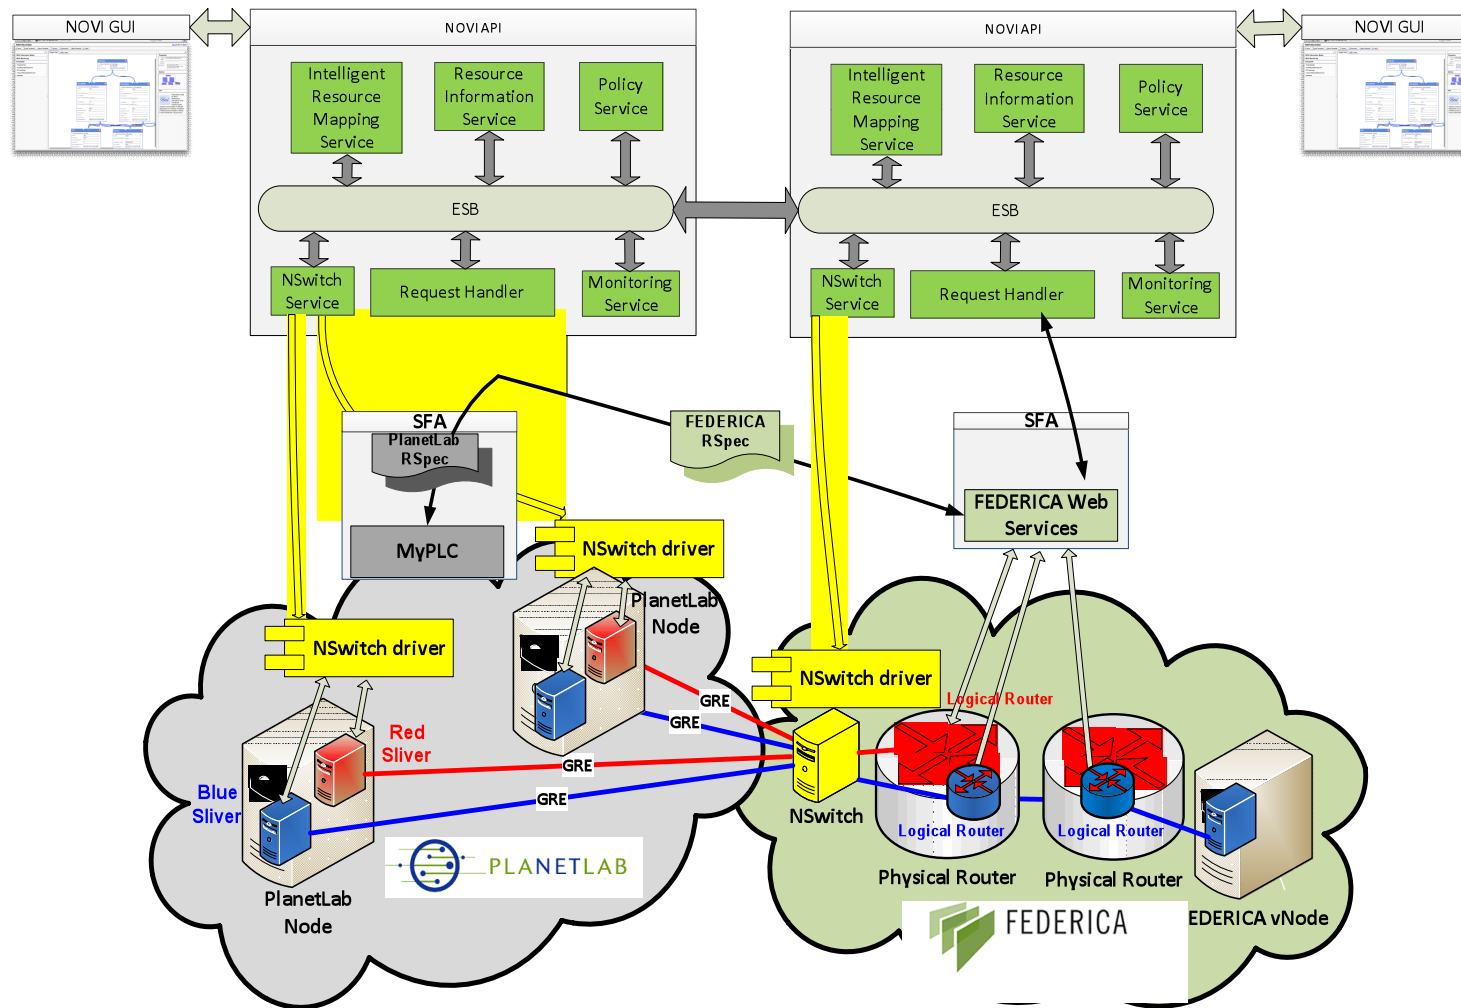 NOVI GUI
NOVI API
NOVI API
NOVI GUI
Intelligent
Resource
Mapping
Service
Resource
Information
Service
Policy
Service
Intelligent
Resource
Mapping
Service
Resource
Information
Service
Policy
Service
ESB
ESB
NSwitch
Service
Request Handler
Monitoring
Service
NSwitch
Service
Request Handler
Monitoring
Service
SFA
PlanetLab
RSpec
FEDERICA
RSpec
SFA
FEDERICA Web
Services
MyPLC
NSwitch driver
PlanetLab
Node
NSwitch driver
NSwitch driver
Logical Router
GRE
GRE
Red
Sliver
GRE
Blue
Sliver
GRE
NSwitch
Logical Router
Logical Router
PLANETLAB
Physical Router
Physical Router
PlanetLab
Node
FEDERICA
EDERICA vNode